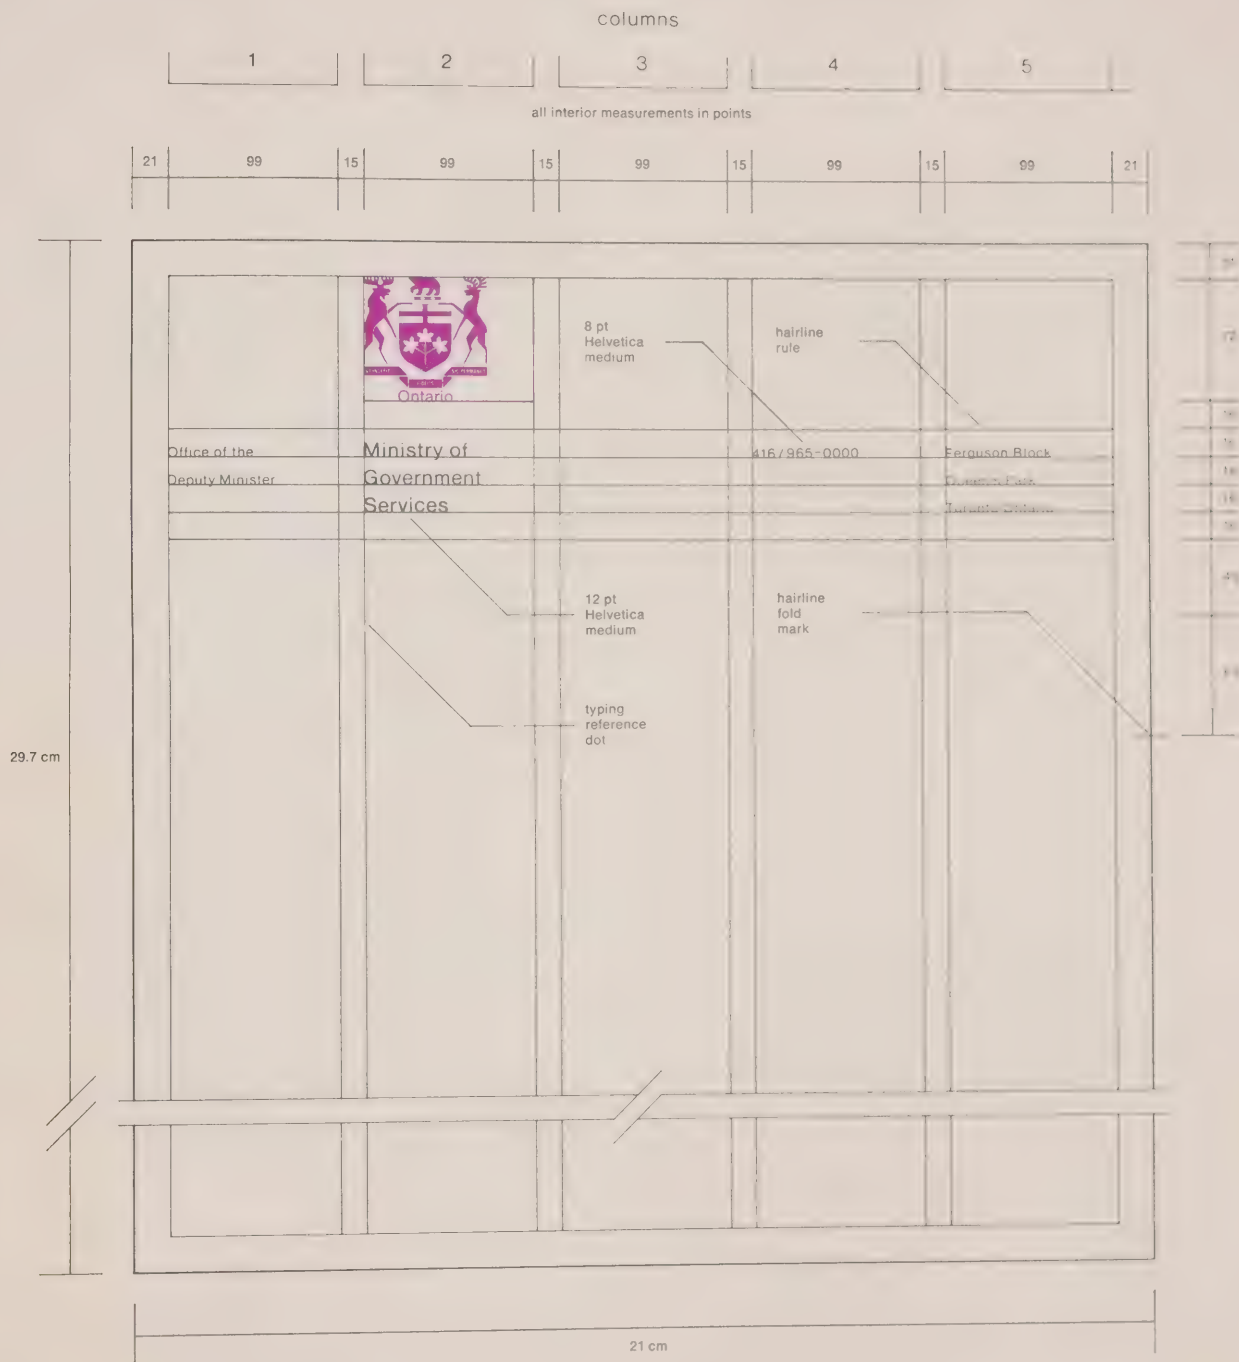 columns
1 2 3 4 5
all interior measurements in points
21 99 15 99 15 99 15 99 15 99 21
8 pt
Helvetica
medium
hairline
rule
Ontario
Office of the
Deputy Minister
Ministry of
Government
Services
416/965-0000
Ferguson Block
Toronto Ontario
12 pt
Helvetica
medium
hairline
fold
mark
typing
reference
dot
29.7 cm
21 cm